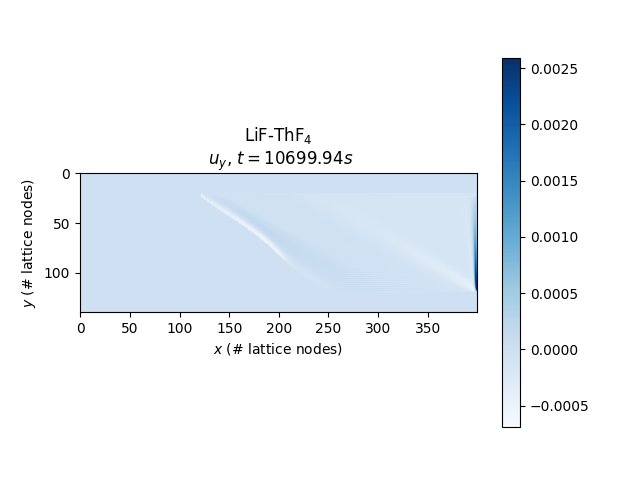 LiF-ThF₄
u_y, t = 10699.94s
0
50
100
y (# lattice nodes)
0 50 100 150 200 250 300 350
x (# lattice nodes)
0.0025
0.0020
0.0015
0.0010
0.0005
0.0000
−0.0005